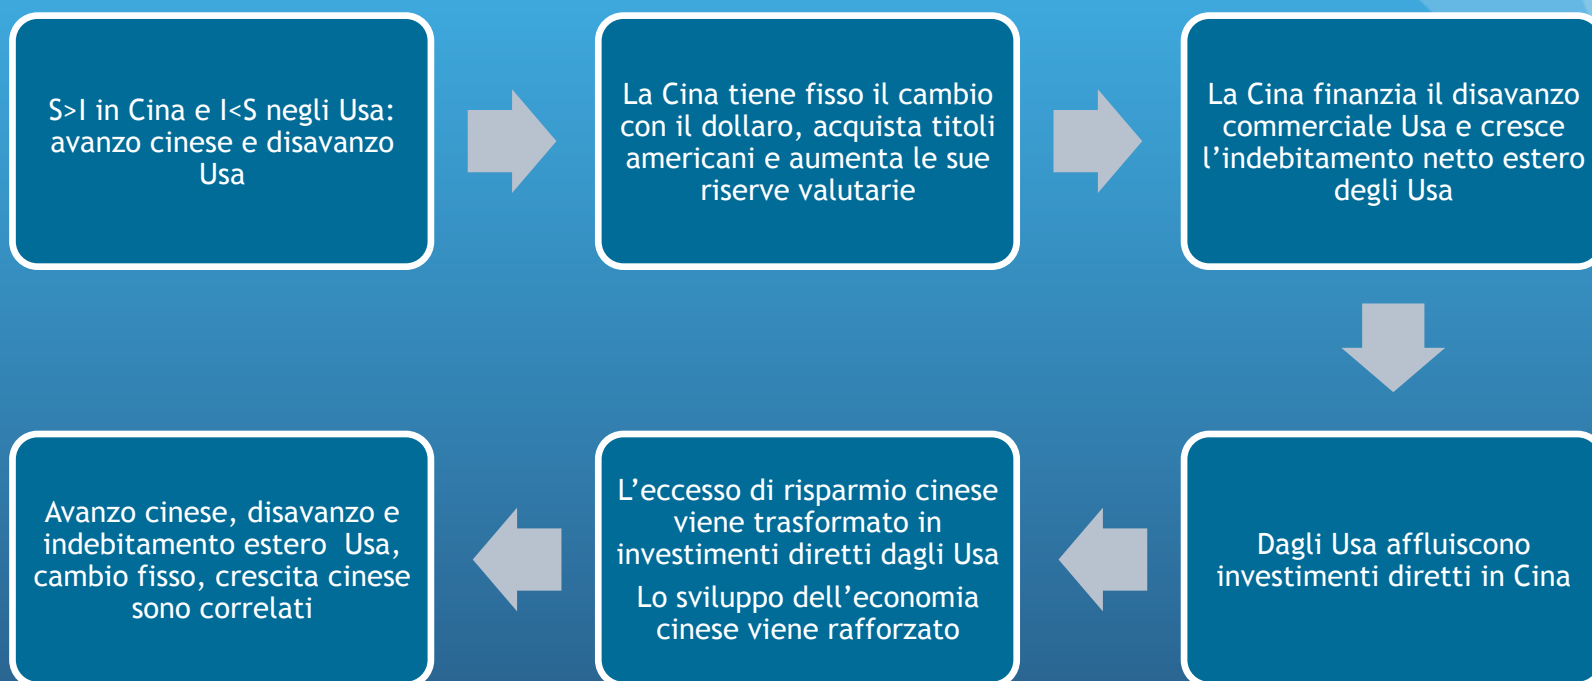 S>I in Cina e I<S negli Usa:
avanzo cinese e disavanzo
Usa
La Cina tiene fisso il cambio
con il dollaro, acquista titoli
americani e aumenta le sue
riserve valutarie
La Cina finanzia il disavanzo
commerciale Usa e cresce
l’indebitamento netto estero
degli Usa
Dagli Usa affluiscono
investimenti diretti in Cina
L’eccesso di risparmio cinese
viene trasformato in
investimenti diretti dagli Usa
Lo sviluppo dell’economia
cinese viene rafforzato
Avanzo cinese, disavanzo e
indebitamento estero Usa,
cambio fisso, crescita cinese
sono correlati